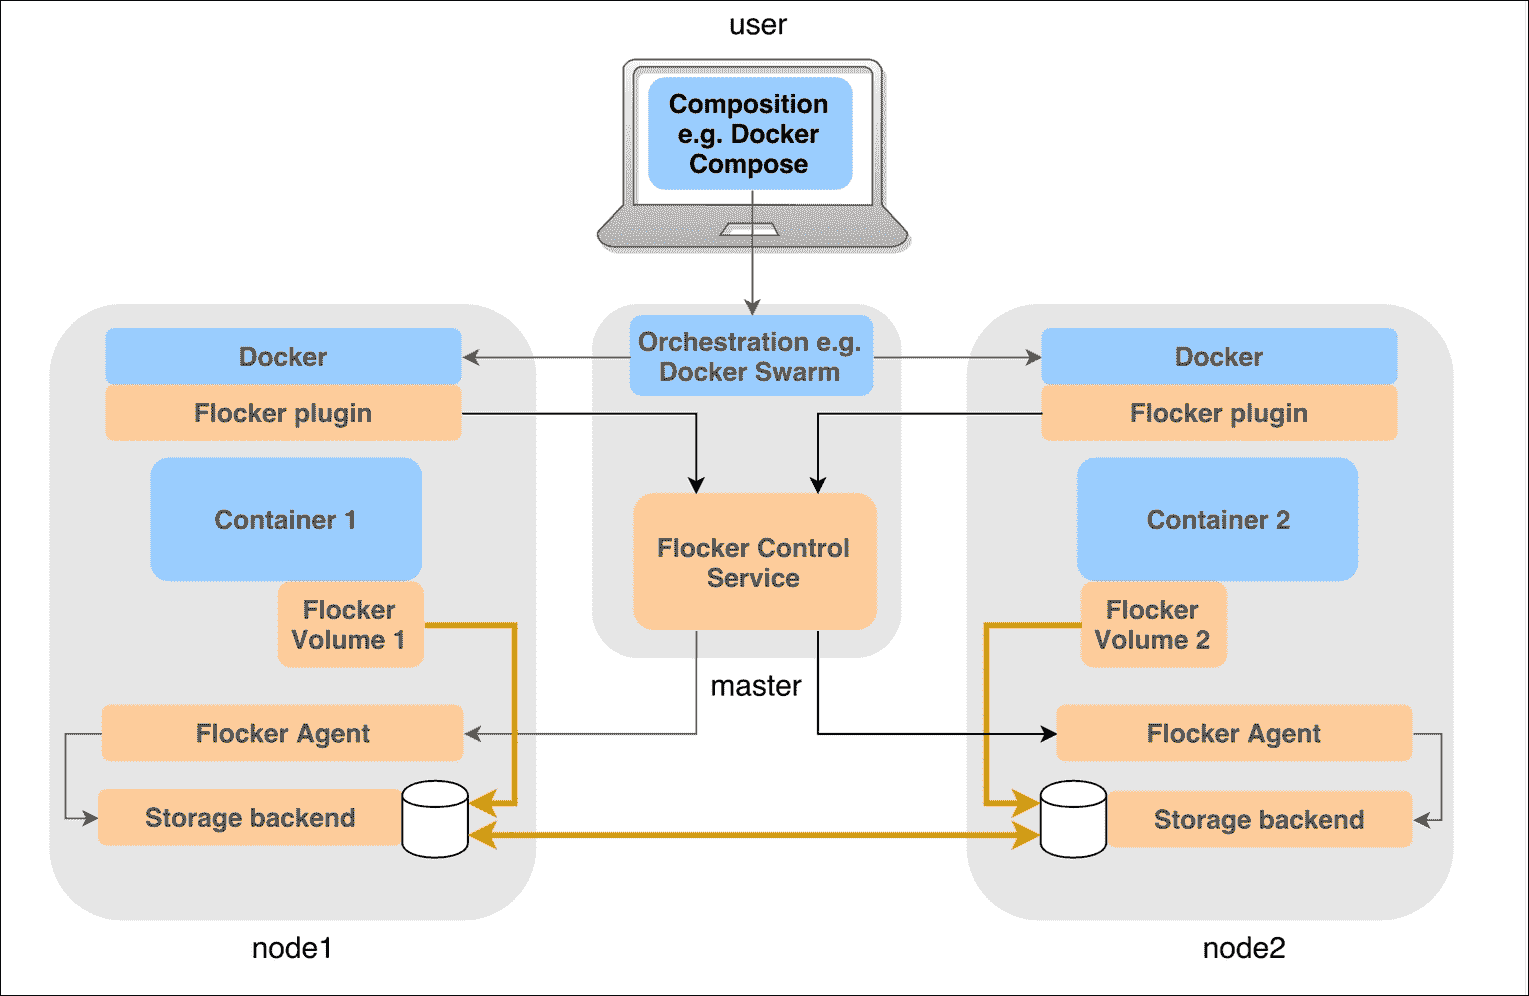 user
Composition
e.g. Docker
Compose
Docker
Flocker plugin
Container 1
Flocker
Volume 1
Flocker Agent
Storage backend
node1
Orchestration e.g.
Docker Swarm
Flocker Control
Service
master
Docker
Flocker plugin
Container 2
Flocker
Volume 2
Flocker Agent
Storage backend
node2